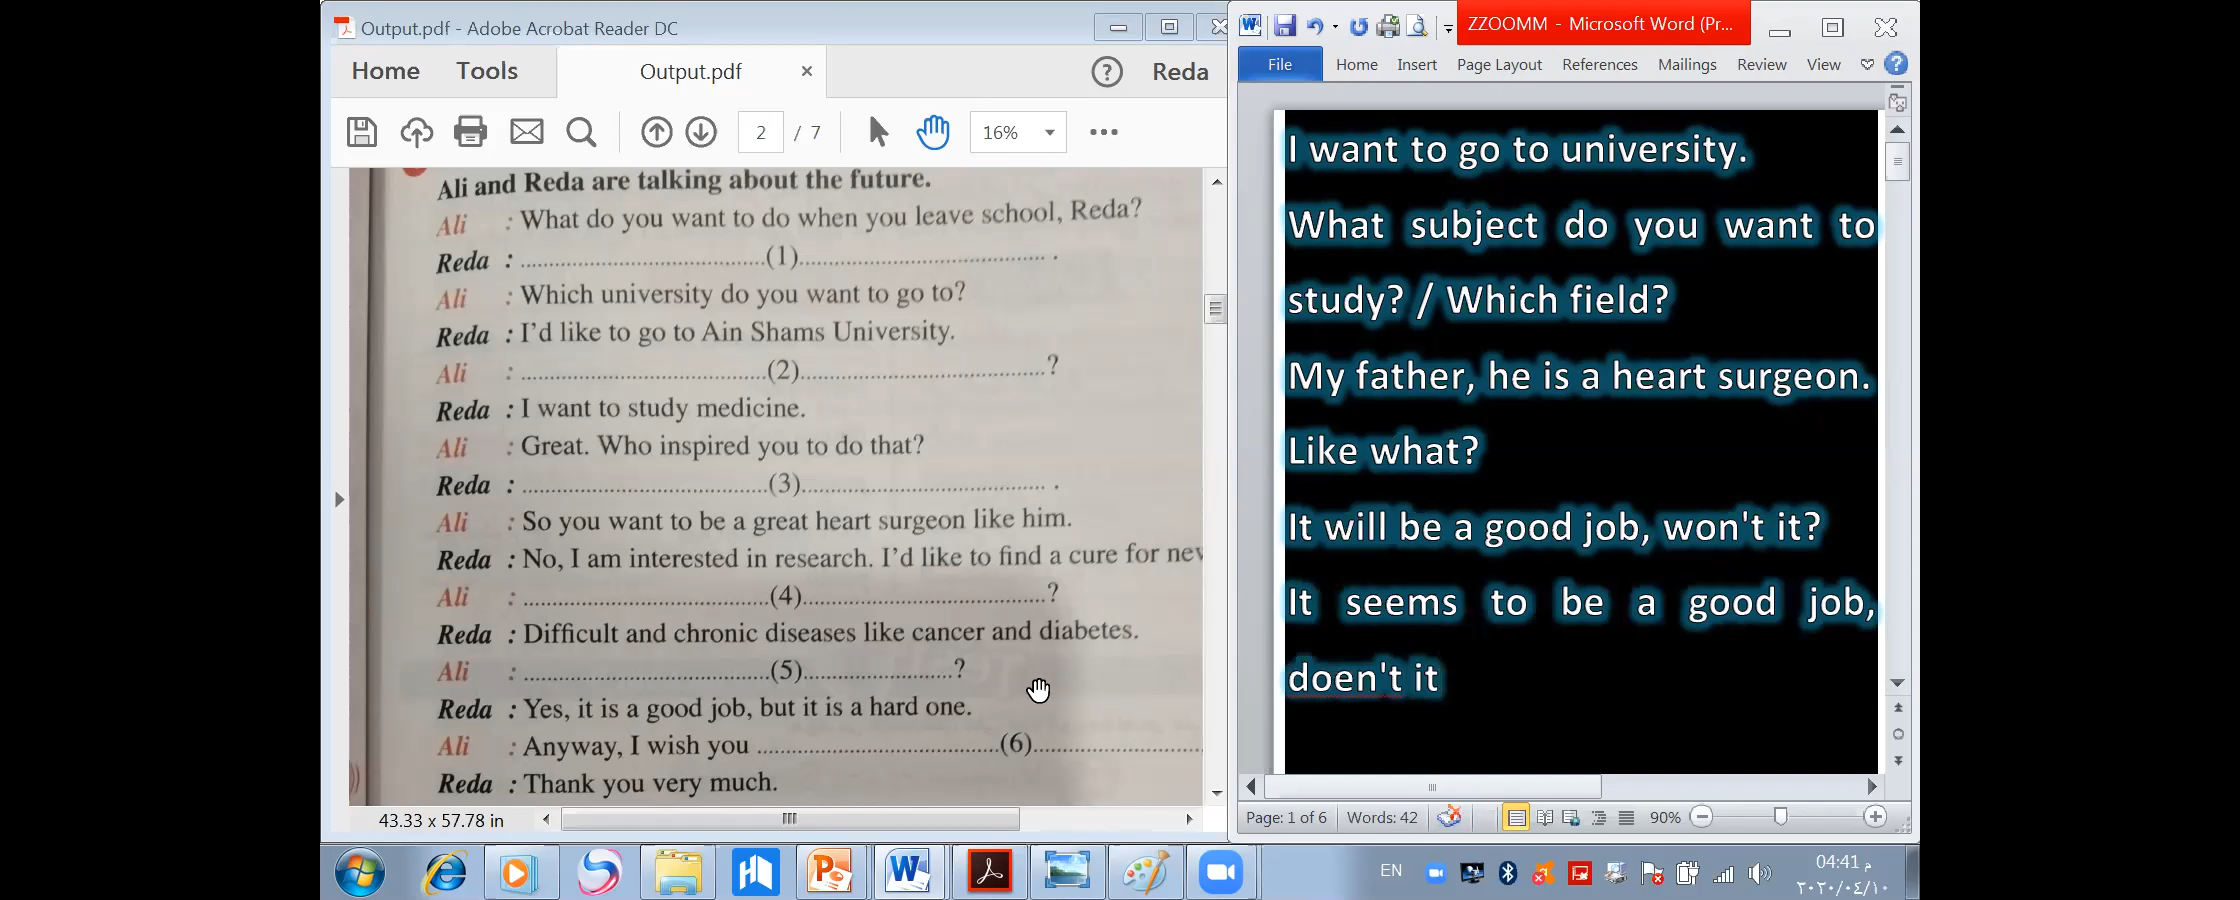 Output.pdf - Adobe Acrobat Reader DC
Home Tools Output.pdf × ? Reda
2 / 7 16%
Ali and Reda are talking about the future.
Ali : What do you want to do when you leave school, Reda?
Reda : ..............................(1).............................. .
Ali : Which university do you want to go to?
Reda : I'd like to go to Ain Shams University.
Ali : ..............................(2)..............................?
Reda : I want to study medicine.
Ali : Great. Who inspired you to do that?
Reda : ..............................(3).............................. .
Ali : So you want to be a great heart surgeon like him.
Reda : No, I am interested in research. I'd like to find a cure for
Ali : ..............................(4)..............................?
Reda : Difficult and chronic diseases like cancer and diabetes.
Ali : ..............................(5)....................?
Reda : Yes, it is a good job, but it is a hard one.
Ali : Anyway, I wish you ..............................(6)....................
Reda : Thank you very much.
43.33 x 57.78 in
ZZOOMM - Microsoft Word (Pr...
File Home Insert Page Layout References Mailings Review View
I want to go to university.
What subject do you want to
study? / Which field?
My father, he is a heart surgeon.
Like what?
It will be a good job, won't it?
It seems to be a good job,
doen't it
Page: 1 of 6 Words: 42 90%
EN
04:41 م
٢٠٢٠/٠٤/١٠